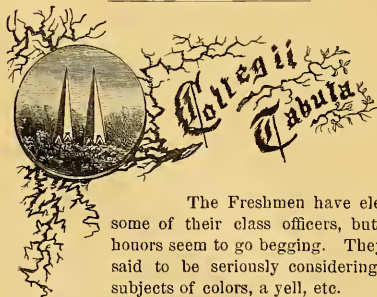 Collegii
Tabula
The Freshmen have ele
some of their class officers, but
honors seem to go begging. They
said to be seriously considering
subjects of colors, a yell, etc.